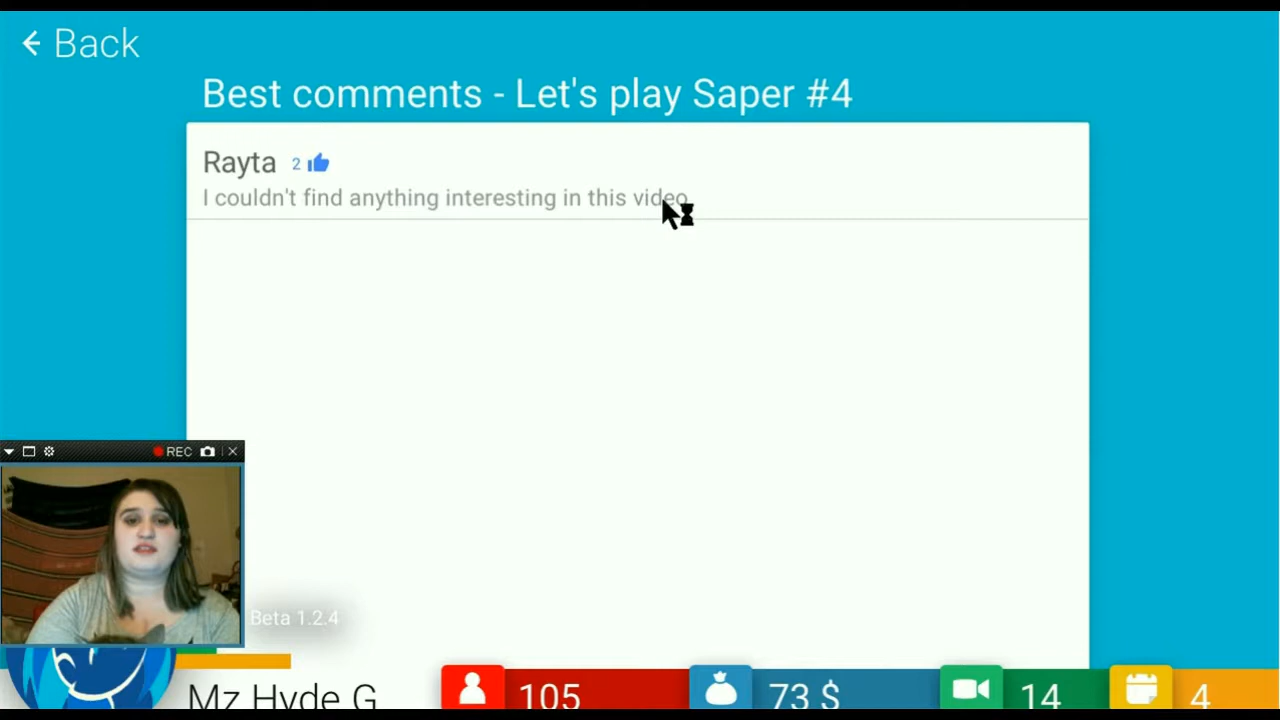 Back
Best comments - Let's play Saper #4
Rayta 2
I couldn't find anything interesting in this video
REC
Beta 1.2.4
Mz Hyde G
105
73 $
14
4